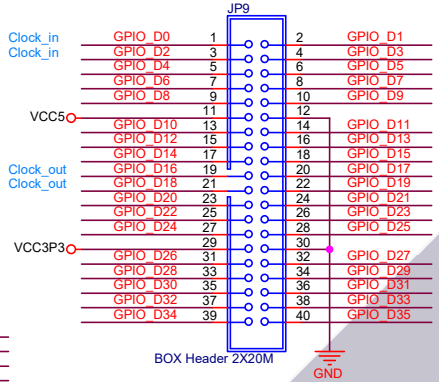 JP9
Clock_in GPIO_D0 1 2 GPIO_D1
Clock_in GPIO_D2 3 4 GPIO_D3
GPIO_D4 5 6 GPIO_D5
GPIO_D6 7 8 GPIO_D7
GPIO_D8 9 10 GPIO_D9
VCC5 11 12
GPIO_D10 13 14 GPIO_D11
GPIO_D12 15 16 GPIO_D13
GPIO_D14 17 18 GPIO_D15
Clock_out GPIO_D16 19 20 GPIO_D17
Clock_out GPIO_D18 21 22 GPIO_D19
GPIO_D20 23 24 GPIO_D21
GPIO_D22 25 26 GPIO_D23
GPIO_D24 27 28 GPIO_D25
VCC3P3 29 30
GPIO_D26 31 32 GPIO_D27
GPIO_D28 33 34 GPIO_D29
GPIO_D30 35 36 GPIO_D31
GPIO_D32 37 38 GPIO_D33
GPIO_D34 39 40 GPIO_D35
BOX Header 2X20M
GND